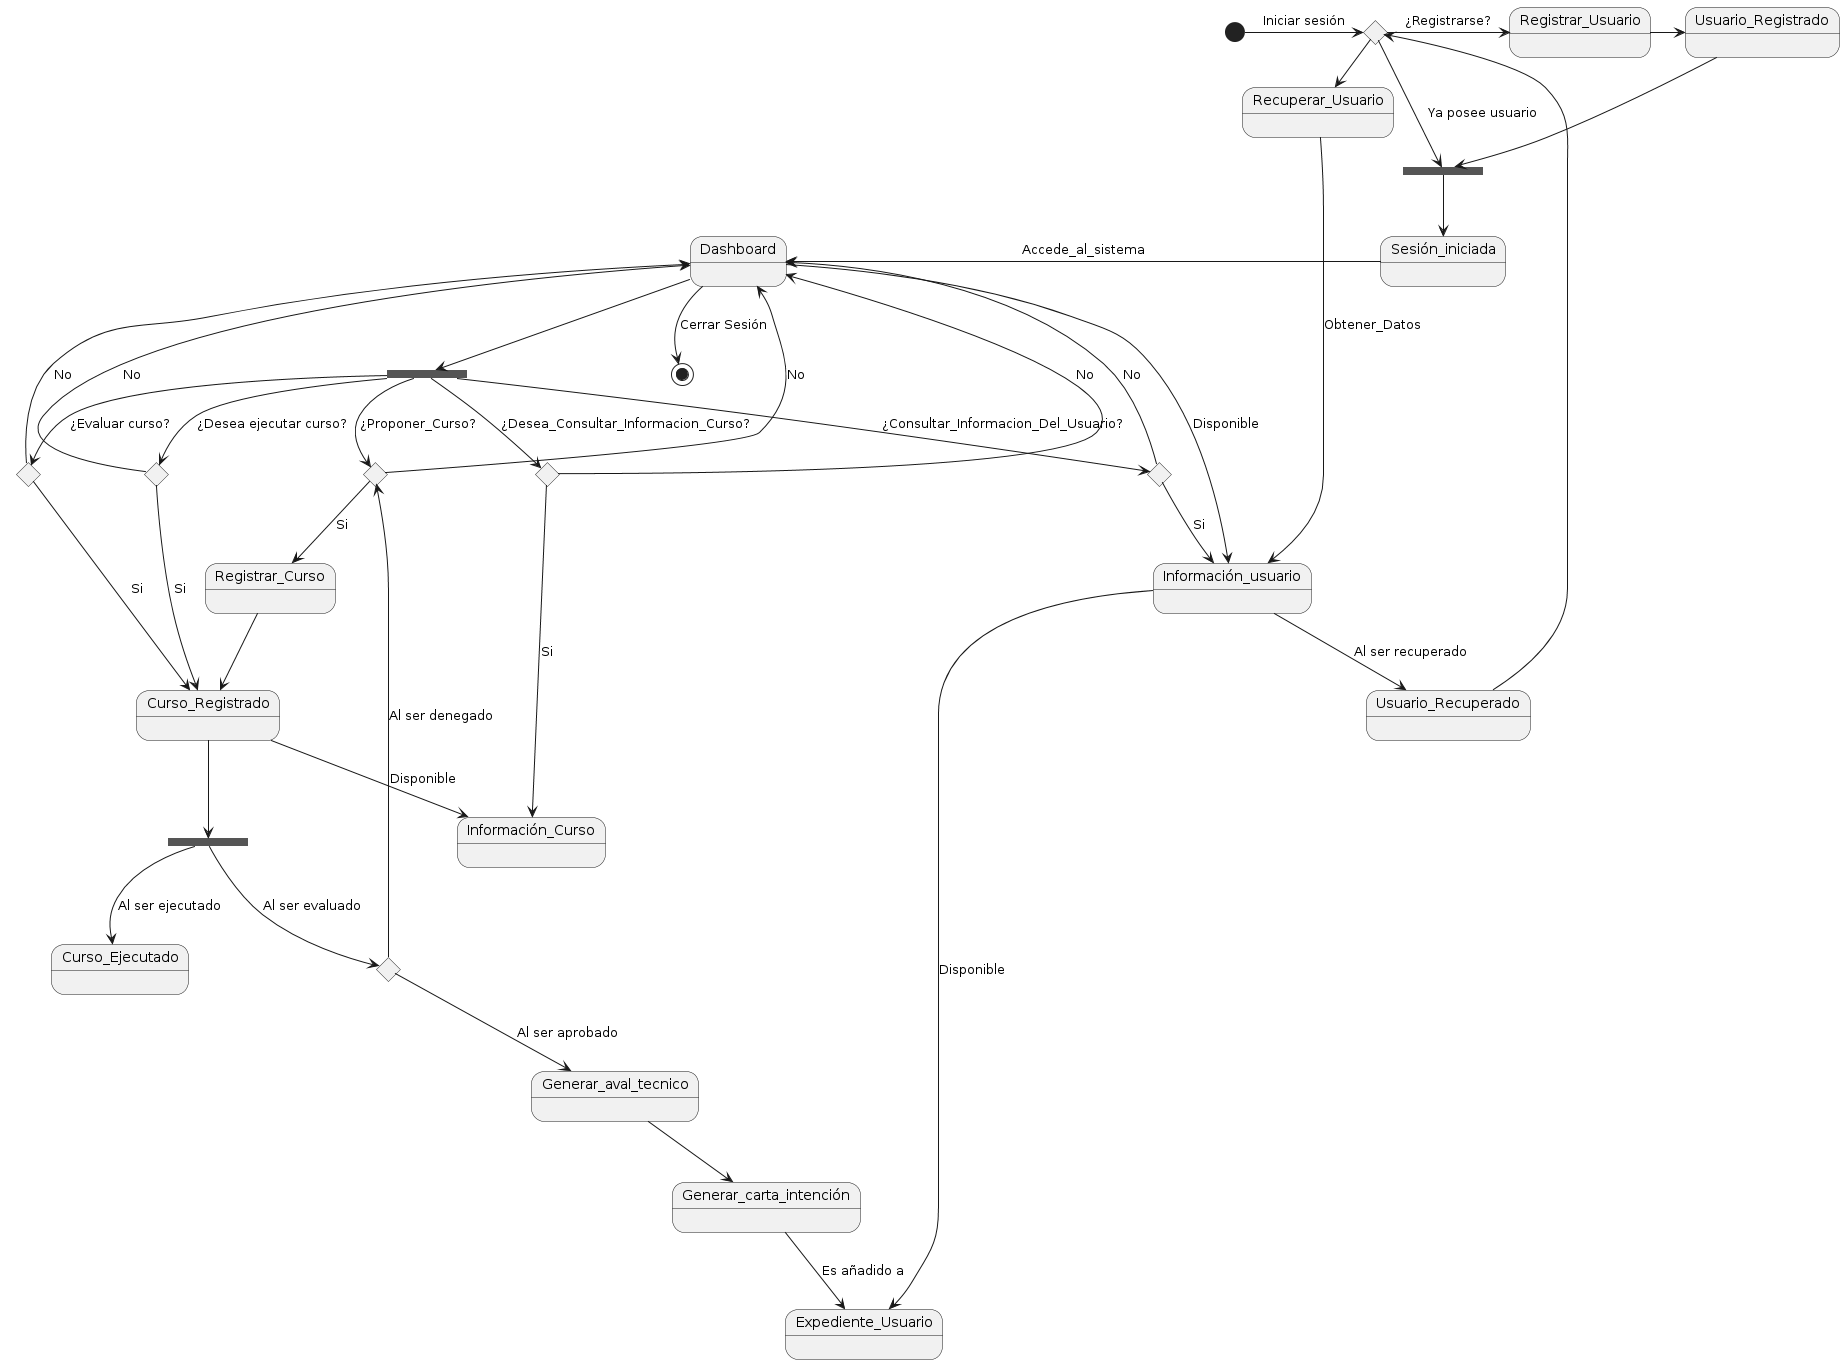 Iniciar sesión
¿Registrarse?
Registrar_Usuario
Usuario_Registrado
Recuperar_Usuario
Ya posee usuario
Dashboard
Accede_al_sistema
Sesión_iniciada
Cerrar Sesión
Obtener_Datos
No
No
No
No
No
¿Evaluar curso?
¿Desea ejecutar curso?
¿Proponer_Curso?
¿Desea_Consultar_Informacion_Curso?
¿Consultar_Informacion_Del_Usuario?
Disponible
Si
Si
Registrar_Curso
Información_usuario
Si
Si
Si
Al ser recuperado
Curso_Registrado
Usuario_Recuperado
Al ser denegado
Disponible
Información_Curso
Al ser ejecutado
Al ser evaluado
Curso_Ejecutado
Disponible
Al ser aprobado
Generar_aval_tecnico
Generar_carta_intención
Es añadido a
Expediente_Usuario